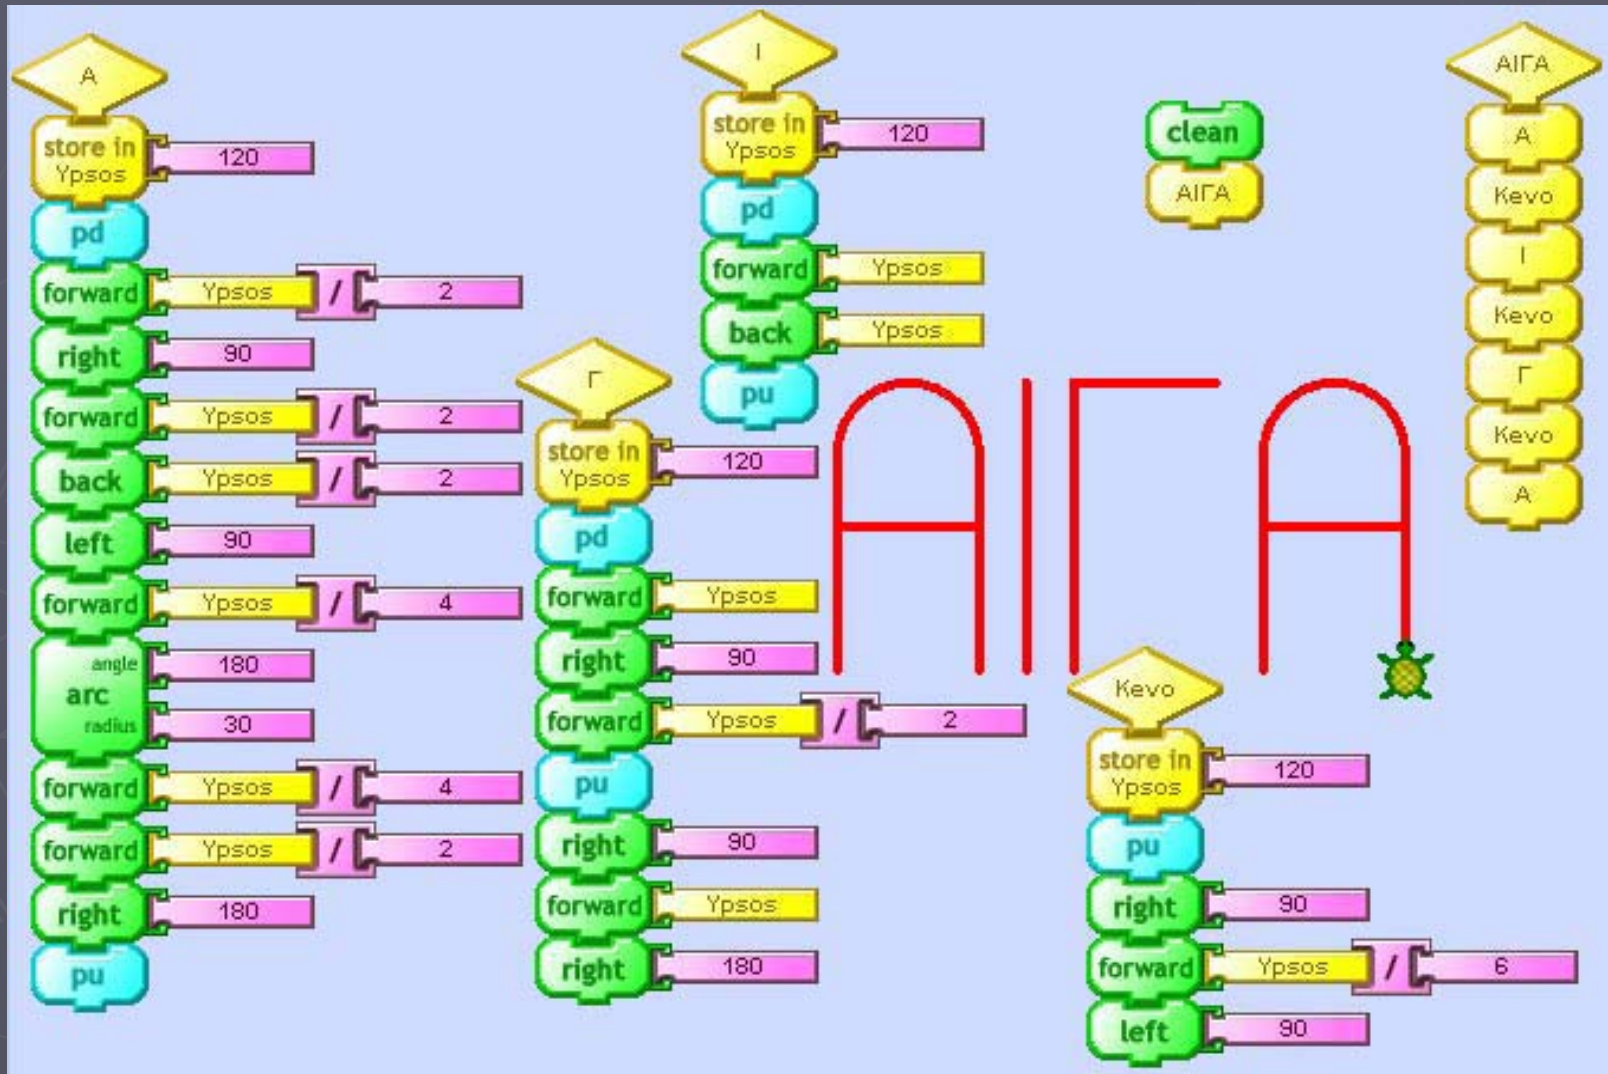 A
store in
Ypsos
120
pd
forward Ypsos / 2
right 90
forward Ypsos / 2
back Ypsos / 2
left 90
forward Ypsos / 4
arc
angle 180
radius 30
forward Ypsos / 4
forward Ypsos / 2
right 180
pu
Γ
store in
Ypsos
120
pd
forward Ypsos
right 90
forward Ypsos / 2
pu
right 90
forward Ypsos
right 180
Ι
store in
Ypsos
120
pd
forward Ypsos
back Ypsos
pu
ΑΙΓΑ
clean
ΑΙΓΑ
Kevo
store in
Ypsos
120
pu
right 90
forward Ypsos / 6
left 90
ΑΙΓΑ
Α
Kevo
Ι
Kevo
Γ
Kevo
Α